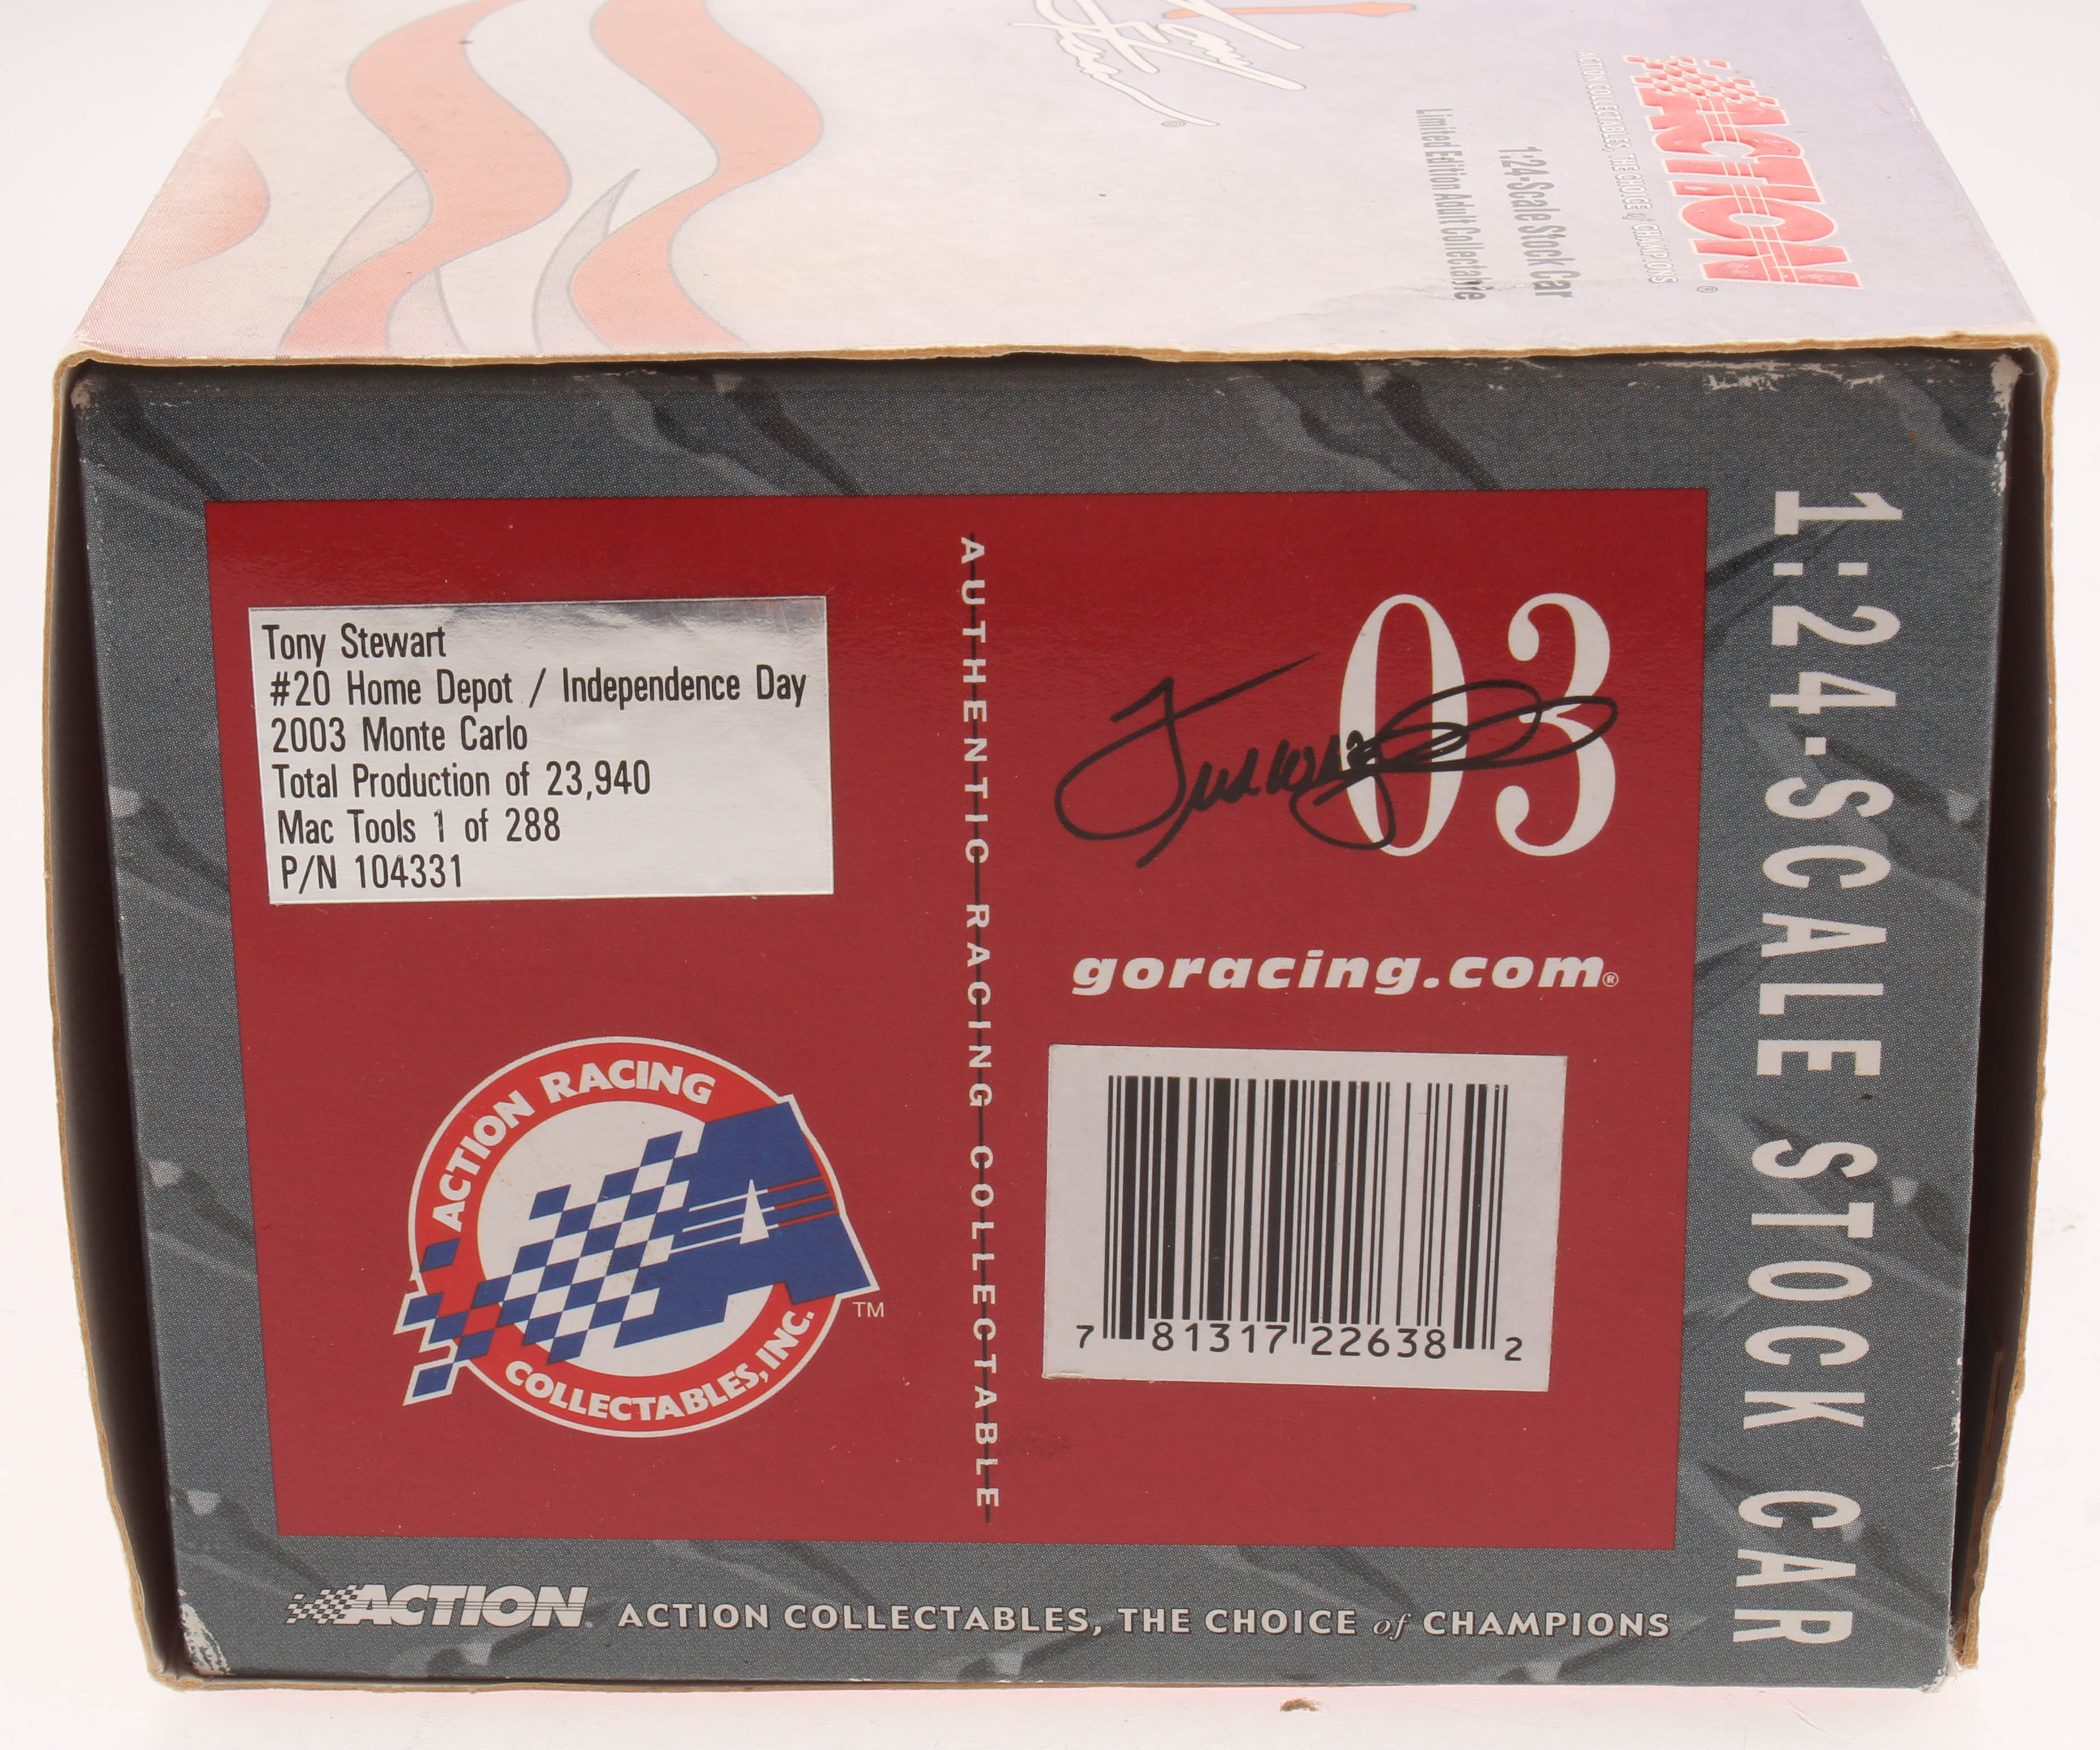 Tony
Stewart
®
Limited Edition Adult Collectable
1:24-Scale Stock Car
ACTION COLLECTABLES, THE CHOICE of CHAMPIONS
ACTION
®
Tony Stewart
#20 Home Depot / Independence Day
2003 Monte Carlo
Total Production of 23,940
Mac Tools 1 of 288
P/N 104331
AUTHENTIC RACING COLLECTABLE
03
goracing.com®
ACTION RACING
A
COLLECTABLES, INC.
TM
7 81317 22638 2
1:24-SCALE STOCK CAR
ACTION
ACTION COLLECTABLES, THE CHOICE of CHAMPIONS